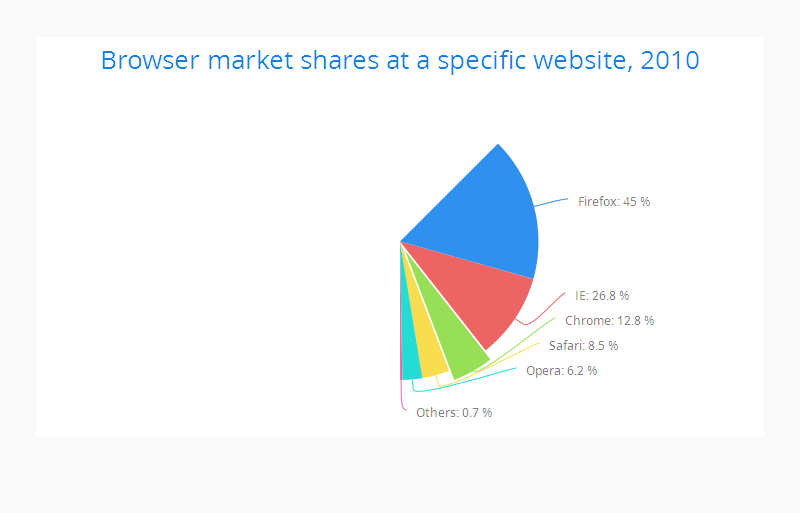 Browser market shares at a specific website, 2010
Firefox: 45 %
IE: 26.8 %
Chrome: 12.8 %
Safari: 8.5 %
Opera: 6.2 %
Others: 0.7 %